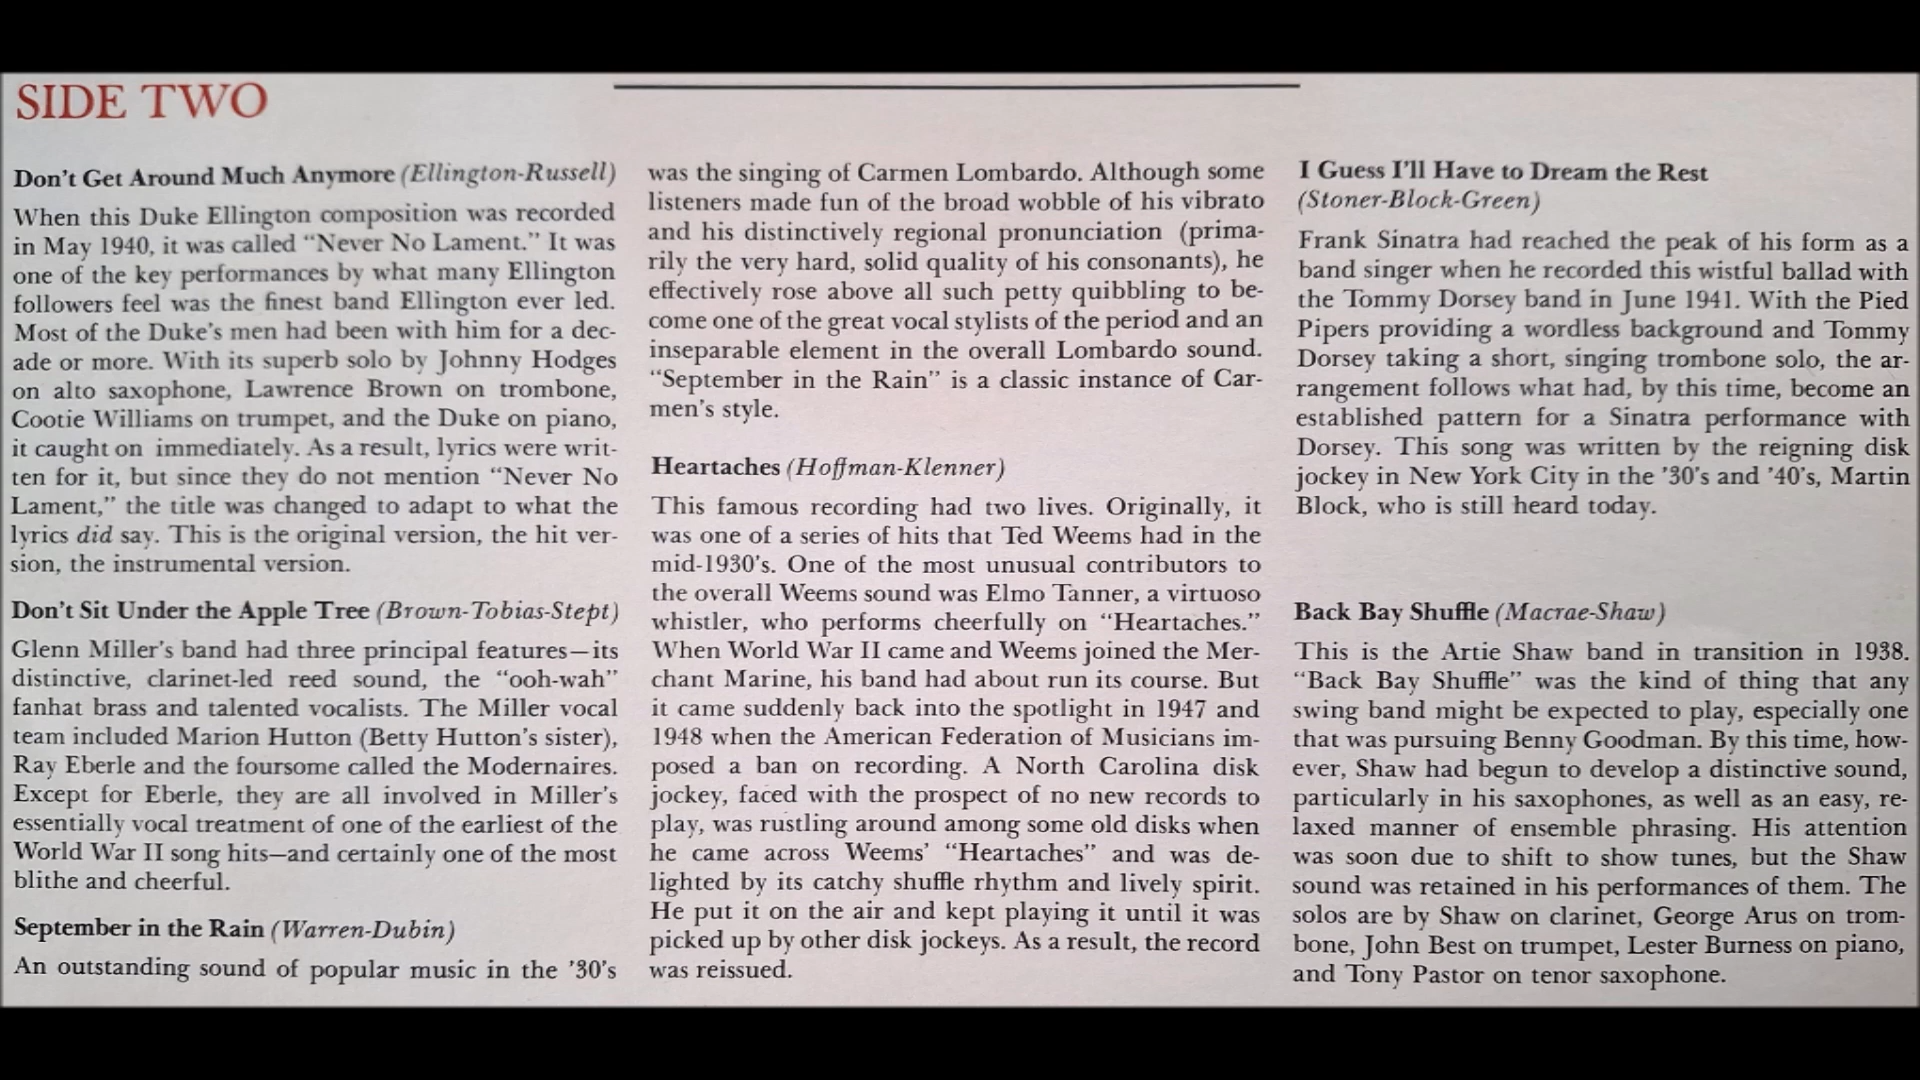 SIDE TWO
Don't Get Around Much Anymore (Ellington-Russell)
When this Duke Ellington composition was recorded
in May 1940, it was called “Never No Lament.” It was
one of the key performances by what many Ellington
followers feel was the finest band Ellington ever led.
Most of the Duke's men had been with him for a dec-
ade or more. With its superb solo by Johnny Hodges
on alto saxophone, Lawrence Brown on trombone,
Cootie Williams on trumpet, and the Duke on piano,
it caught on immediately. As a result, lyrics were writ-
ten for it, but since they do not mention “Never No
Lament,” the title was changed to adapt to what the
lyrics did say. This is the original version, the hit ver-
sion, the instrumental version.
Don't Sit Under the Apple Tree (Brown-Tobias-Stept)
Glenn Miller's band had three principal features—its
distinctive, clarinet-led reed sound, the “ooh-wah”
fanhat brass and talented vocalists. The Miller vocal
team included Marion Hutton (Betty Hutton's sister),
Ray Eberle and the foursome called the Modernaires.
Except for Eberle, they are all involved in Miller's
essentially vocal treatment of one of the earliest of the
World War II song hits—and certainly one of the most
blithe and cheerful.
September in the Rain (Warren-Dubin)
An outstanding sound of popular music in the '30's
was the singing of Carmen Lombardo. Although some
listeners made fun of the broad wobble of his vibrato
and his distinctively regional pronunciation (prima-
rily the very hard, solid quality of his consonants), he
effectively rose above all such petty quibbling to be-
come one of the great vocal stylists of the period and an
inseparable element in the overall Lombardo sound.
“September in the Rain” is a classic instance of Car-
men's style.
Heartaches (Hoffman-Klenner)
This famous recording had two lives. Originally, it
was one of a series of hits that Ted Weems had in the
mid-1930's. One of the most unusual contributors to
the overall Weems sound was Elmo Tanner, a virtuoso
whistler, who performs cheerfully on “Heartaches.”
When World War II came and Weems joined the Mer-
chant Marine, his band had about run its course. But
it came suddenly back into the spotlight in 1947 and
1948 when the American Federation of Musicians im-
posed a ban on recording. A North Carolina disk
jockey, faced with the prospect of no new records to
play, was rustling around among some old disks when
he came across Weems' “Heartaches” and was de-
lighted by its catchy shuffle rhythm and lively spirit.
He put it on the air and kept playing it until it was
picked up by other disk jockeys. As a result, the record
was reissued.
I Guess I'll Have to Dream the Rest
(Stoner-Block-Green)
Frank Sinatra had reached the peak of his form as a
band singer when he recorded this wistful ballad with
the Tommy Dorsey band in June 1941. With the Pied
Pipers providing a wordless background and Tommy
Dorsey taking a short, singing trombone solo, the ar-
rangement follows what had, by this time, become an
established pattern for a Sinatra performance with
Dorsey. This song was written by the reigning disk
jockey in New York City in the '30's and '40's, Martin
Block, who is still heard today.
Back Bay Shuffle (Macrae-Shaw)
This is the Artie Shaw band in transition in 1938.
“Back Bay Shuffle” was the kind of thing that any
swing band might be expected to play, especially one
that was pursuing Benny Goodman. By this time, how-
ever, Shaw had begun to develop a distinctive sound,
particularly in his saxophones, as well as an easy, re-
laxed manner of ensemble phrasing. His attention
was soon due to shift to show tunes, but the Shaw
sound was retained in his performances of them. The
solos are by Shaw on clarinet, George Arus on trom-
bone, John Best on trumpet, Lester Burness on piano,
and Tony Pastor on tenor saxophone.